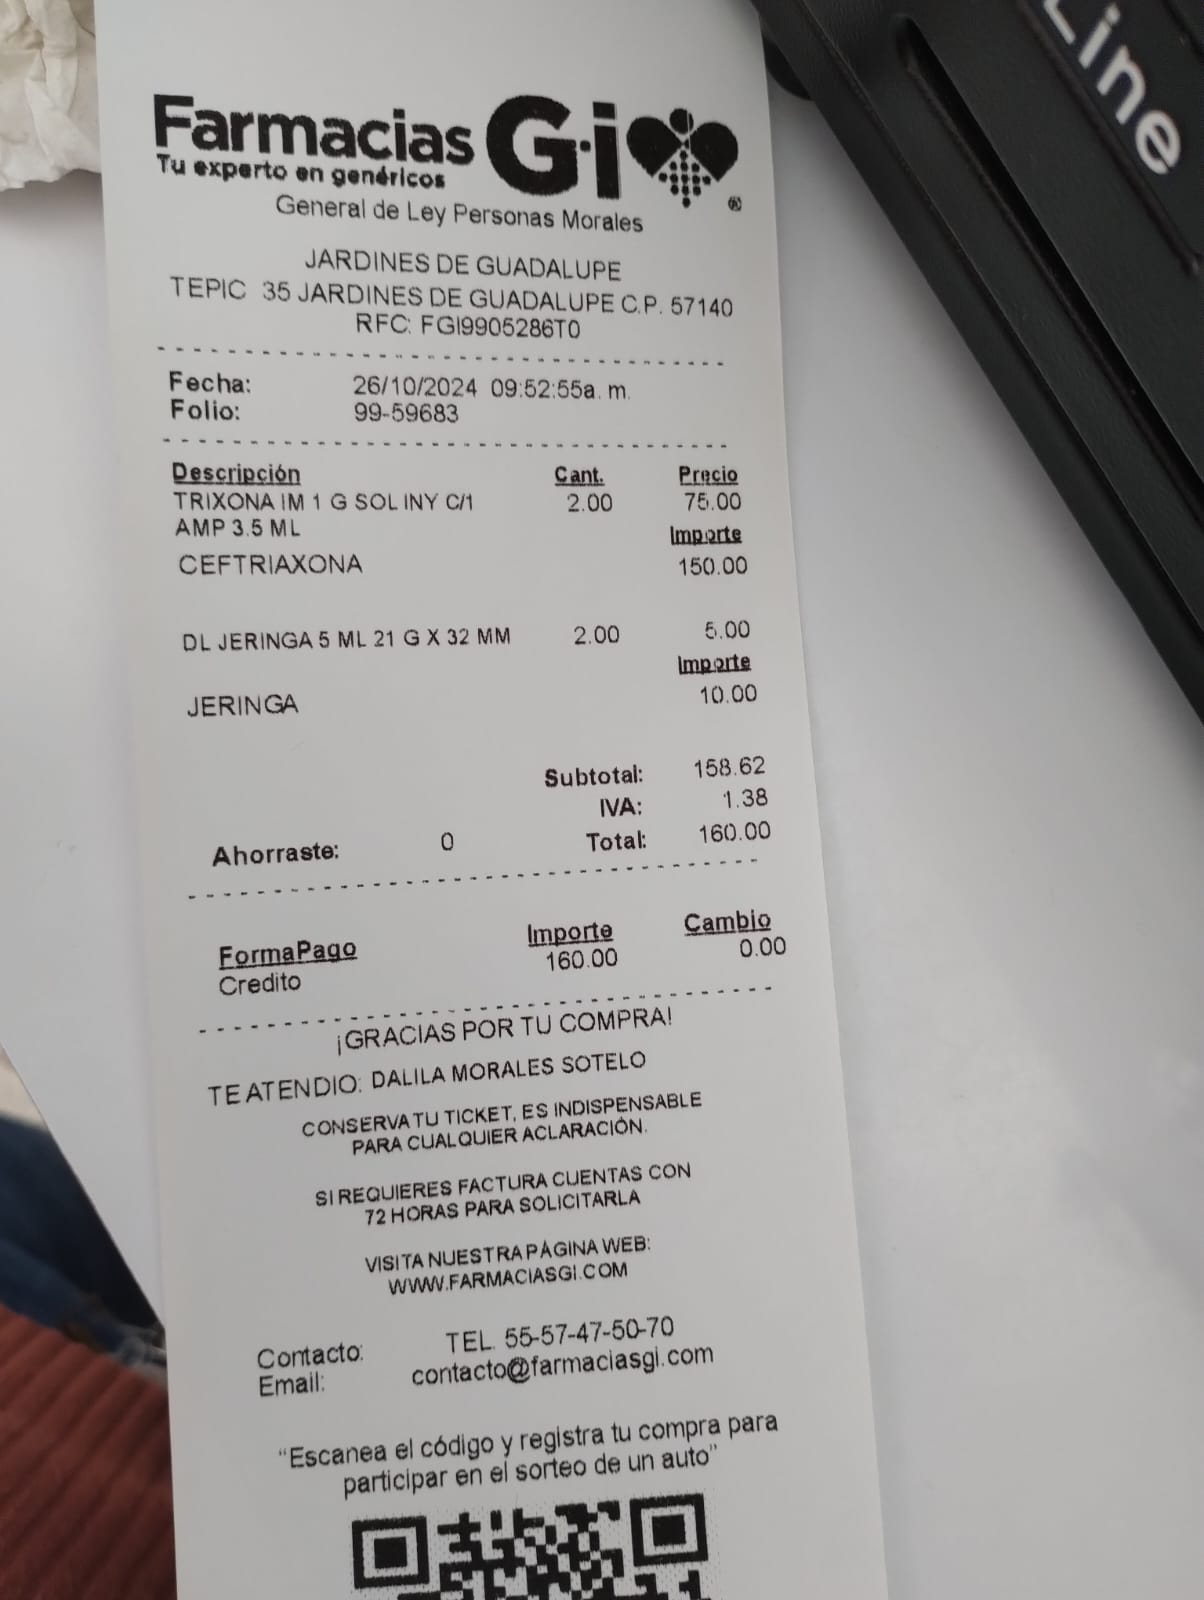 Line
Farmacias Gi
Tu experto en genéricos
®
General de Ley Personas Morales
JARDINES DE GUADALUPE
TEPIC 35 JARDINES DE GUADALUPE C.P. 57140
RFC: FGI9905286T0
Fecha: 26/10/2024 09:52:55a. m.
Folio: 99-59683
Descripción Cant. Precio
TRIXONA IM 1 G SOL INY C/1 2.00 75.00
AMP 3.5 ML Importe
CEFTRIAXONA 150.00
DL JERINGA 5 ML 21 G X 32 MM 2.00 5.00
Importe
JERINGA 10.00
Subtotal: 158.62
IVA: 1.38
Ahorraste: 0 Total: 160.00
FormaPago Importe Cambio
Credito 160.00 0.00
¡GRACIAS POR TU COMPRA!
TE ATENDIO: DALILA MORALES SOTELO
CONSERVA TU TICKET, ES INDISPENSABLE
PARA CUALQUIER ACLARACIÓN.
SI REQUIERES FACTURA CUENTAS CON
72 HORAS PARA SOLICITARLA
VISITA NUESTRA PÁGINA WEB:
WWW.FARMACIASGI.COM
Contacto: TEL. 55-57-47-50-70
Email: contacto@farmaciasgi.com
"Escanea el código y registra tu compra para
participar en el sorteo de un auto"